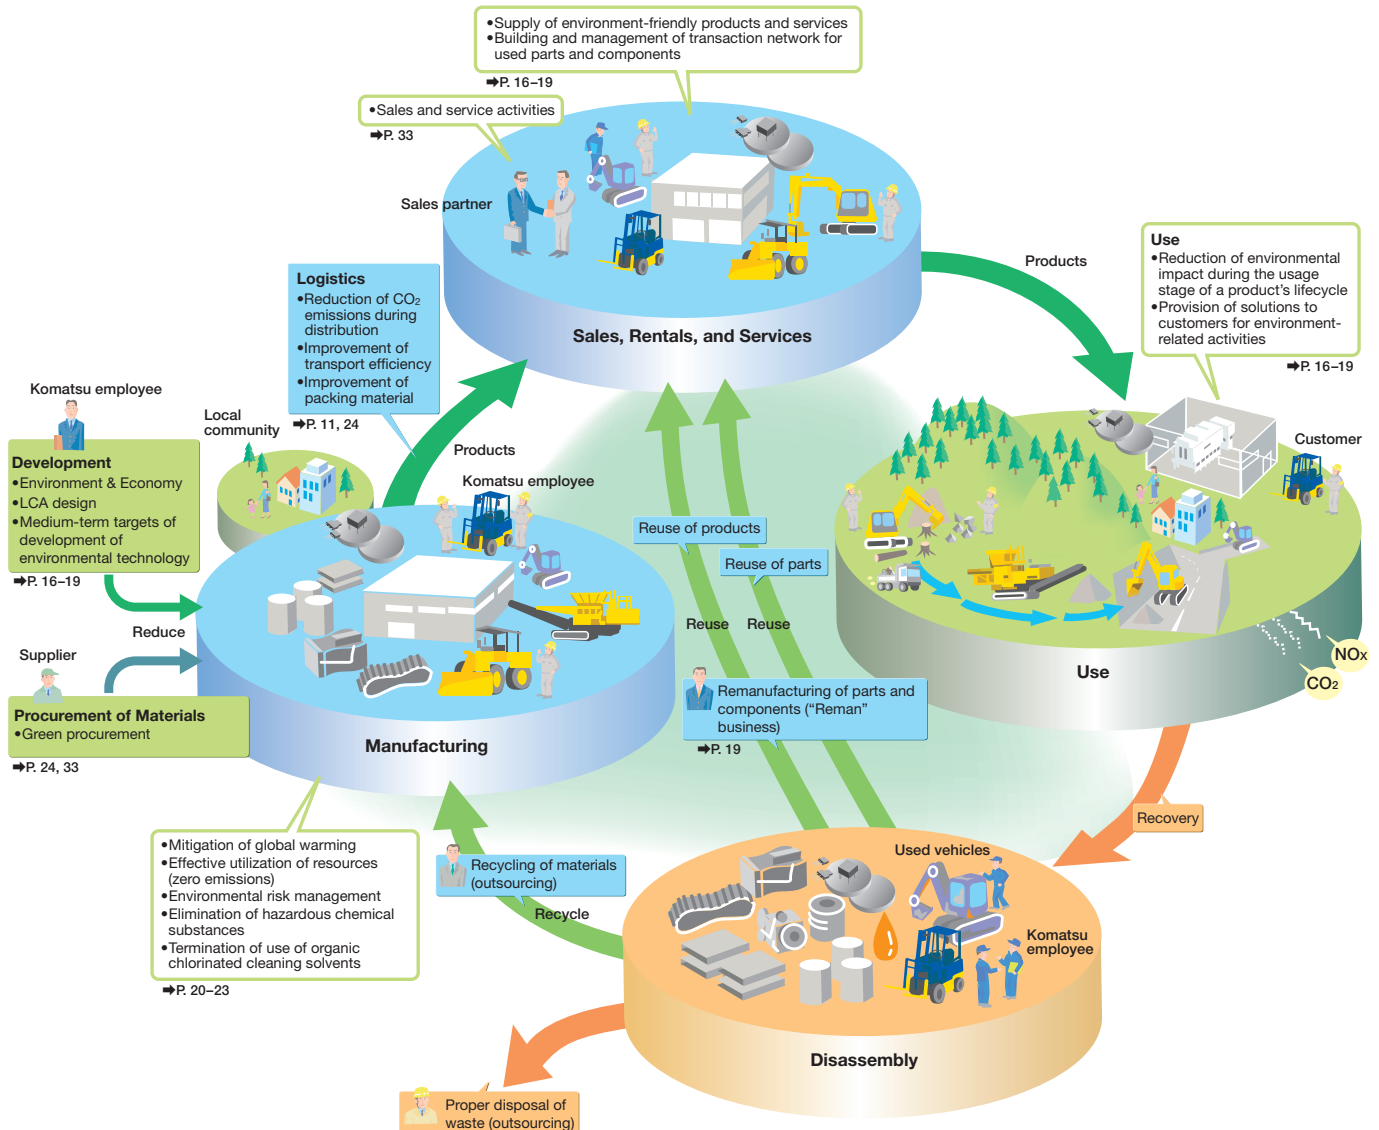 •Supply of environment-friendly products and services
•Building and management of transaction network for
used parts and components
➡P. 16–19
•Sales and service activities
➡P. 33
Sales partner
Sales, Rentals, and Services
Products
Use
•Reduction of environmental
impact during the usage
stage of a product’s lifecycle
•Provision of solutions to
customers for environment-
related activities
➡P. 16–19
Logistics
•Reduction of CO₂
emissions during
distribution
•Improvement of
transport efficiency
•Improvement of
packing material
➡P. 11, 24
Products
Komatsu employee
Development
•Environment & Economy
•LCA design
•Medium-term targets of
development of
environmental technology
➡P. 16–19
Reduce
Local
community
Komatsu employee
Customer
Supplier
Procurement of Materials
•Green procurement
➡P. 24, 33
Manufacturing
Reuse of products
Reuse of parts
Reuse
Reuse
Remanufacturing of parts and
components (“Reman”
business)
➡P. 19
Use
NOx
CO₂
Recovery
•Mitigation of global warming
•Effective utilization of resources
(zero emissions)
•Environmental risk management
•Elimination of hazardous chemical
substances
•Termination of use of organic
chlorinated cleaning solvents
➡P. 20–23
Recycling of materials
(outsourcing)
Recycle
Used vehicles
Komatsu
employee
Disassembly
Proper disposal of
waste (outsourcing)